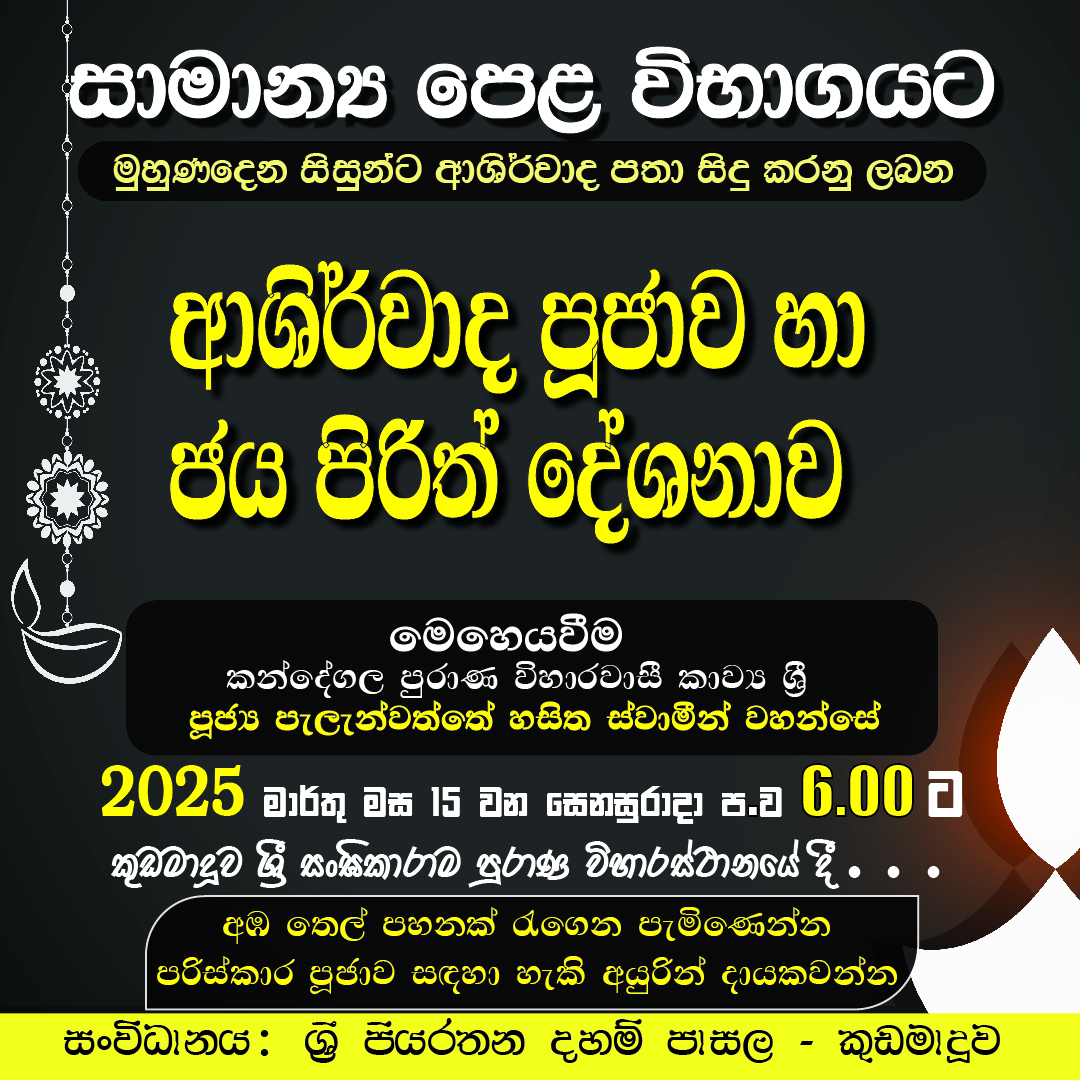 සාමාන්‍ය පෙළ විභාගයට
මුහුණදෙන සිසුන්ට ආශිර්වාද පතා සිදු කරනු ලබන
ආශිර්වාද පූජාව හා
ජය පිරිත් දේශනාව
මෙහෙයවීම
කන්දේගල පුරාණ විහාරවාසී කාව්‍ය ශ්‍රී
පූජ්‍ය පැලැන්වත්තේ හසිත ස්වාමීන් වහන්සේ
2025 මාර්තු මස 15 වන සෙනසුරාදා ප.ව 6.00 ට
කුඩමාදූව ශ්‍රී සංඝිකාරාම පුරාණ විහාරස්ථානයේ දී . . .
අඹ තෙල් පහනක් රැගෙන පැමිණෙන්න
පරිස්කාර පූජාව සඳහා හැකි අයුරින් දායකවන්න
සංවිධානය: ශ්‍රී පියරතන දහම් පාසල - කුඩමාදූව